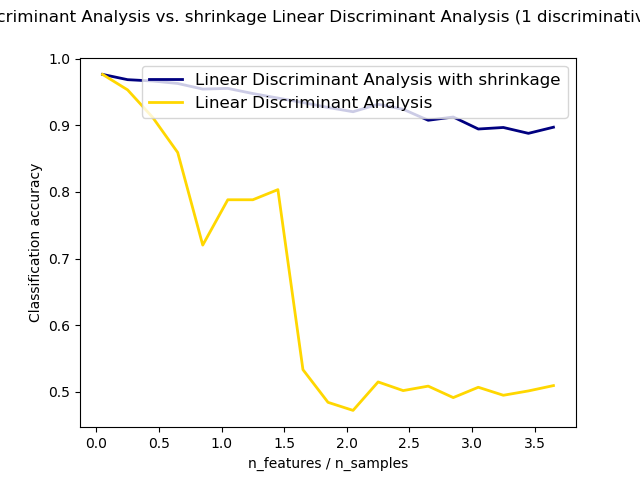 criminant Analysis vs. shrinkage Linear Discriminant Analysis (1 discriminativ
Linear Discriminant Analysis with shrinkage
Linear Discriminant Analysis
Classification accuracy
1.0
0.9
0.8
0.7
0.6
0.5
0.0 0.5 1.0 1.5 2.0 2.5 3.0 3.5
n_features / n_samples